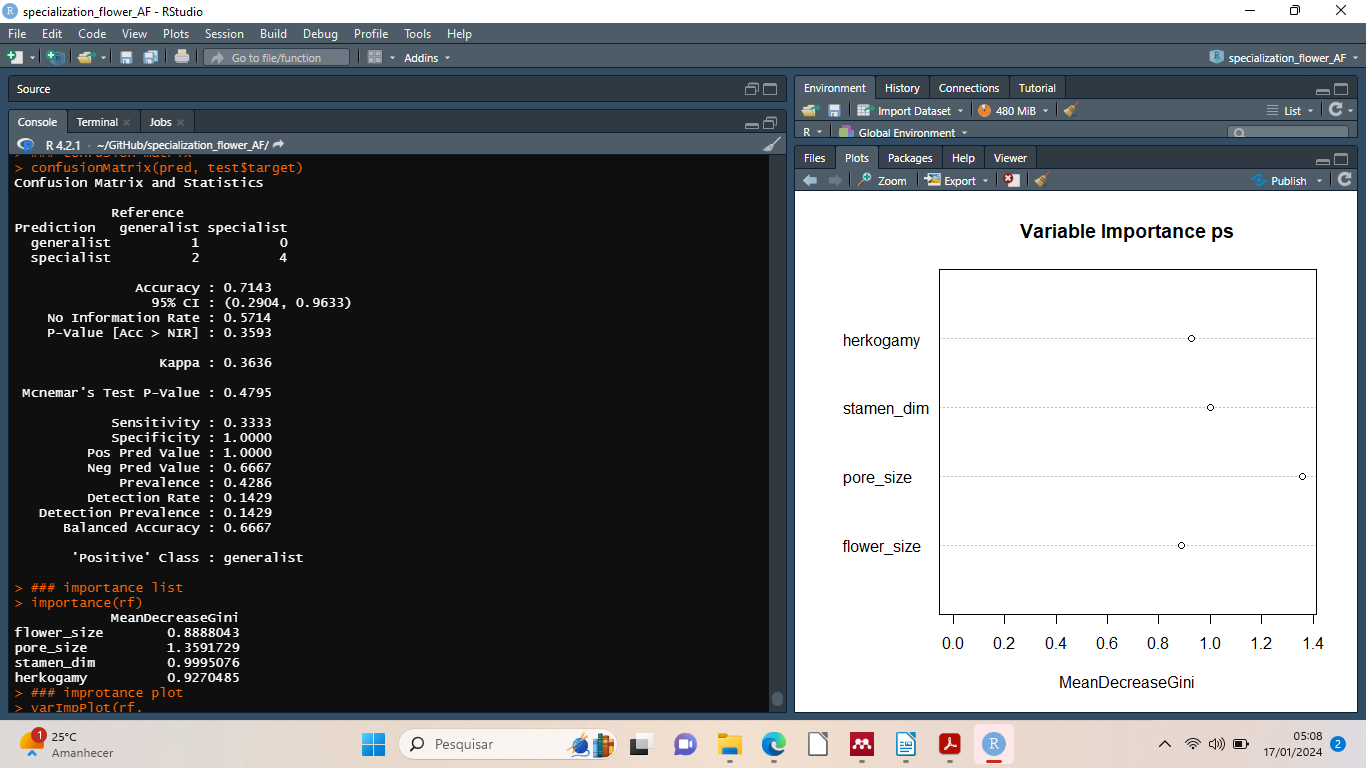 specialization_flower_AF - RStudio
File Edit Code View Plots Session Build Debug Profile Tools Help
Go to file/function Addins specialization_flower_AF
Source
Console Terminal Jobs
R 4.2.1 · ~/GitHub/specialization_flower_AF/
> ### confusion matrix
> confusionMatrix(pred, test$target)
Confusion Matrix and Statistics
Reference
Prediction generalist specialist
generalist 1 0
specialist 2 4
Accuracy : 0.7143
95% CI : (0.2904, 0.9633)
No Information Rate : 0.5714
P-Value [Acc > NIR] : 0.3593
Kappa : 0.3636
Mcnemar's Test P-Value : 0.4795
Sensitivity : 0.3333
Specificity : 1.0000
Pos Pred Value : 1.0000
Neg Pred Value : 0.6667
Prevalence : 0.4286
Detection Rate : 0.1429
Detection Prevalence : 0.1429
Balanced Accuracy : 0.6667
'Positive' Class : generalist
> ### importance list
> importance(rf)
MeanDecreaseGini
flower_size 0.8888043
pore_size 1.3591729
stamen_dim 0.9995076
herkogamy 0.9270485
> ### improtance plot
> varImpPlot(rf,
Environment History Connections Tutorial
Import Dataset 480 MiB List
R Global Environment
Files Plots Packages Help Viewer
Zoom Export Publish
Variable Importance ps
herkogamy
stamen_dim
pore_size
flower_size
0.0 0.2 0.4 0.6 0.8 1.0 1.2 1.4
MeanDecreaseGini
1
25°C
Amanhecer
Pesquisar
05:08
17/01/2024
2